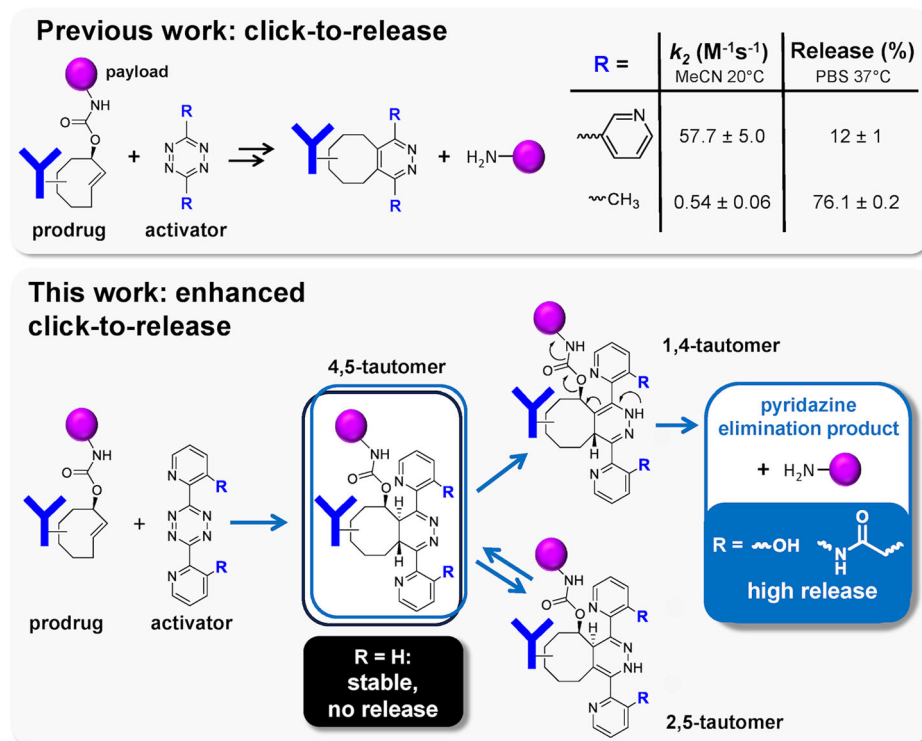 Previous work: click-to-release
payload
NH
O
O
prodrug
+
R
N
N
N
N
R
activator
R
N
N
R
+
H₂N
R =
k₂ (M⁻¹s⁻¹)
MeCN 20°C
Release (%)
PBS 37°C
N
57.7 ± 5.0
12 ± 1
CH₃
0.54 ± 0.06
76.1 ± 0.2
This work: enhanced
click-to-release
NH
O
O
prodrug
+
N
R
N
N
N
N
N
R
activator
4,5-tautomer
NH
O
O
N
R
H
N
N
H
N
R
R = H:
stable,
no release
1,4-tautomer
NH
O
O
N
R
NH
N
H
N
R
2,5-tautomer
NH
O
O
N
R
H
N
NH
N
R
pyridazine
elimination product
+ H₂N
R = OH
O
N
H
high release